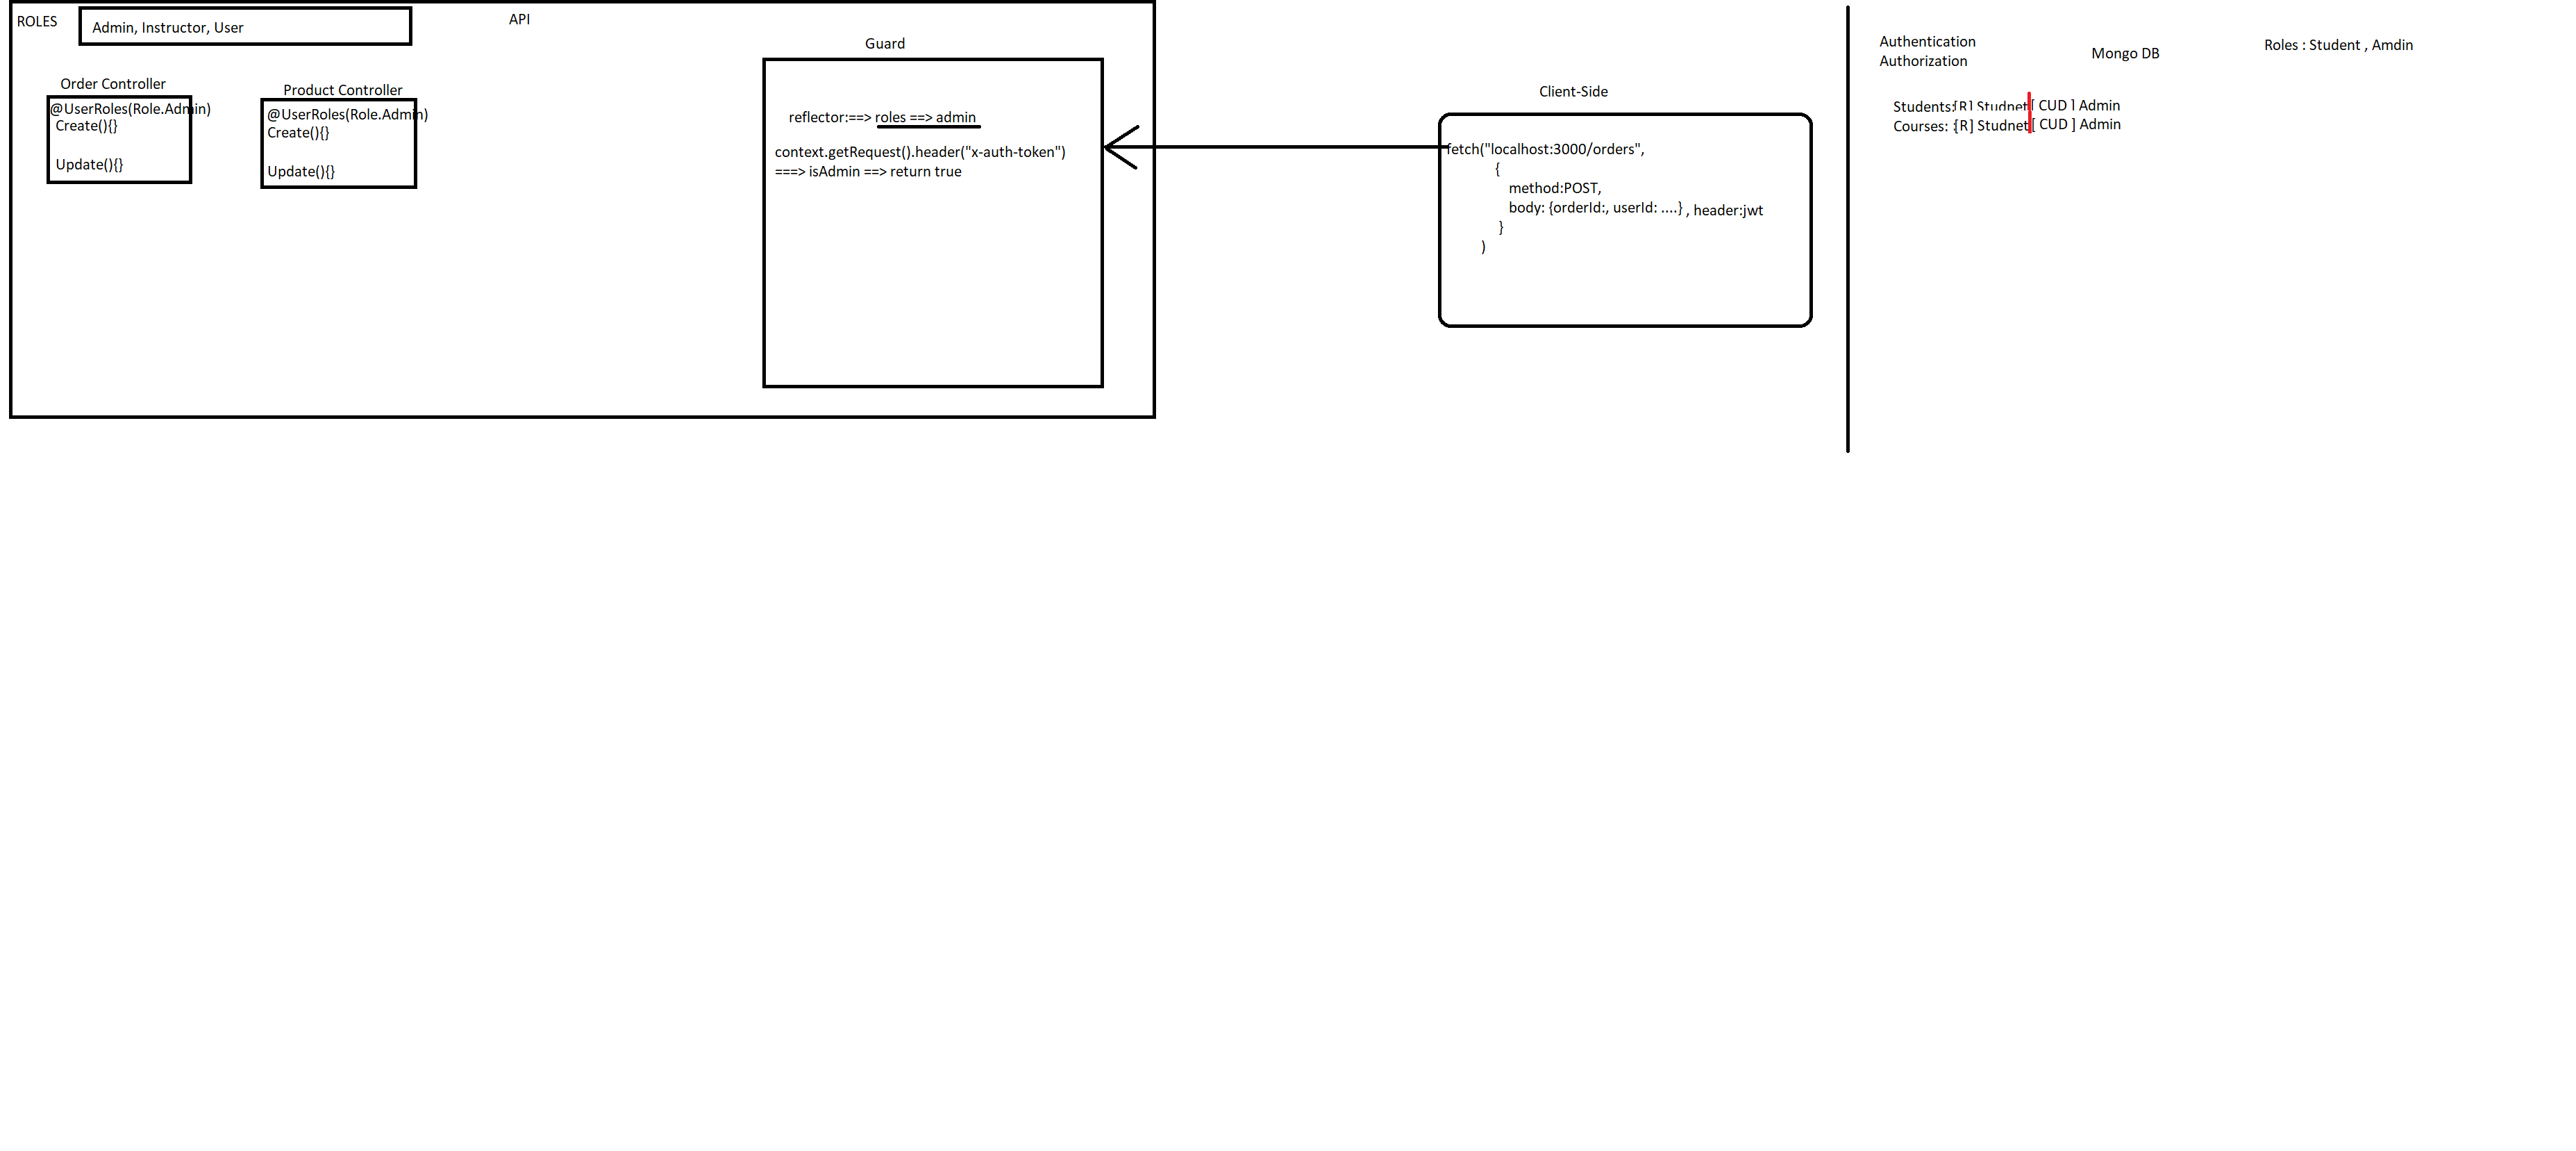 ROLES
Admin, Instructor, User
API
Order Controller
@UserRoles(Role.Admin)
Create(){}
Update(){}
Product Controller
@UserRoles(Role.Admin)
Create(){}
Update(){}
Guard
reflector:==> roles ==> admin
context.getRequest().header("x-auth-token")
===> isAdmin ==> return true
Client-Side
fetch("localhost:3000/orders",
{
method:POST,
body: {orderId:, userId: ....} , header:jwt
}
)
Authentication
Authorization
Mongo DB
Roles : Student , Amdin
Students:[R] Studnet [ CUD ] Admin
Courses: [R] Studnet [ CUD ] Admin